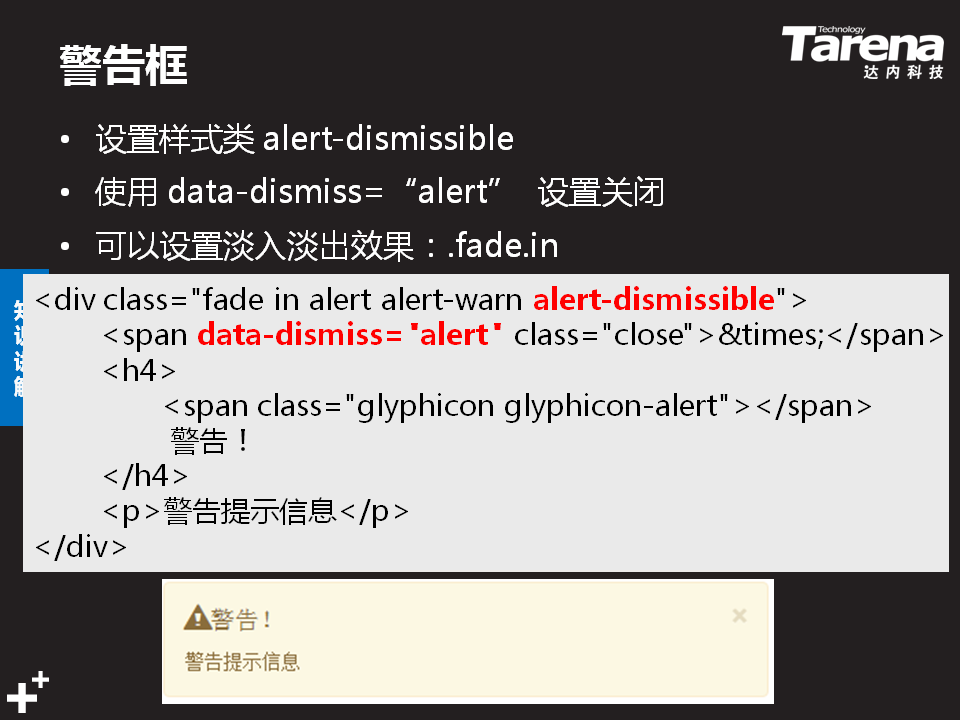 警告框
Technology
Tarena
达内科技
• 设置样式类 alert-dismissible
• 使用 data-dismiss=“alert” 设置关闭
• 可以设置淡入淡出效果：.fade.in
知识讲解
<div class="fade in alert alert-warn alert-dismissible">
<span data-dismiss="alert" class="close">&times;</span>
<h4>
<span class="glyphicon glyphicon-alert"></span>
警告！
</h4>
<p>警告提示信息</p>
</div>
警告！ ×
警告提示信息